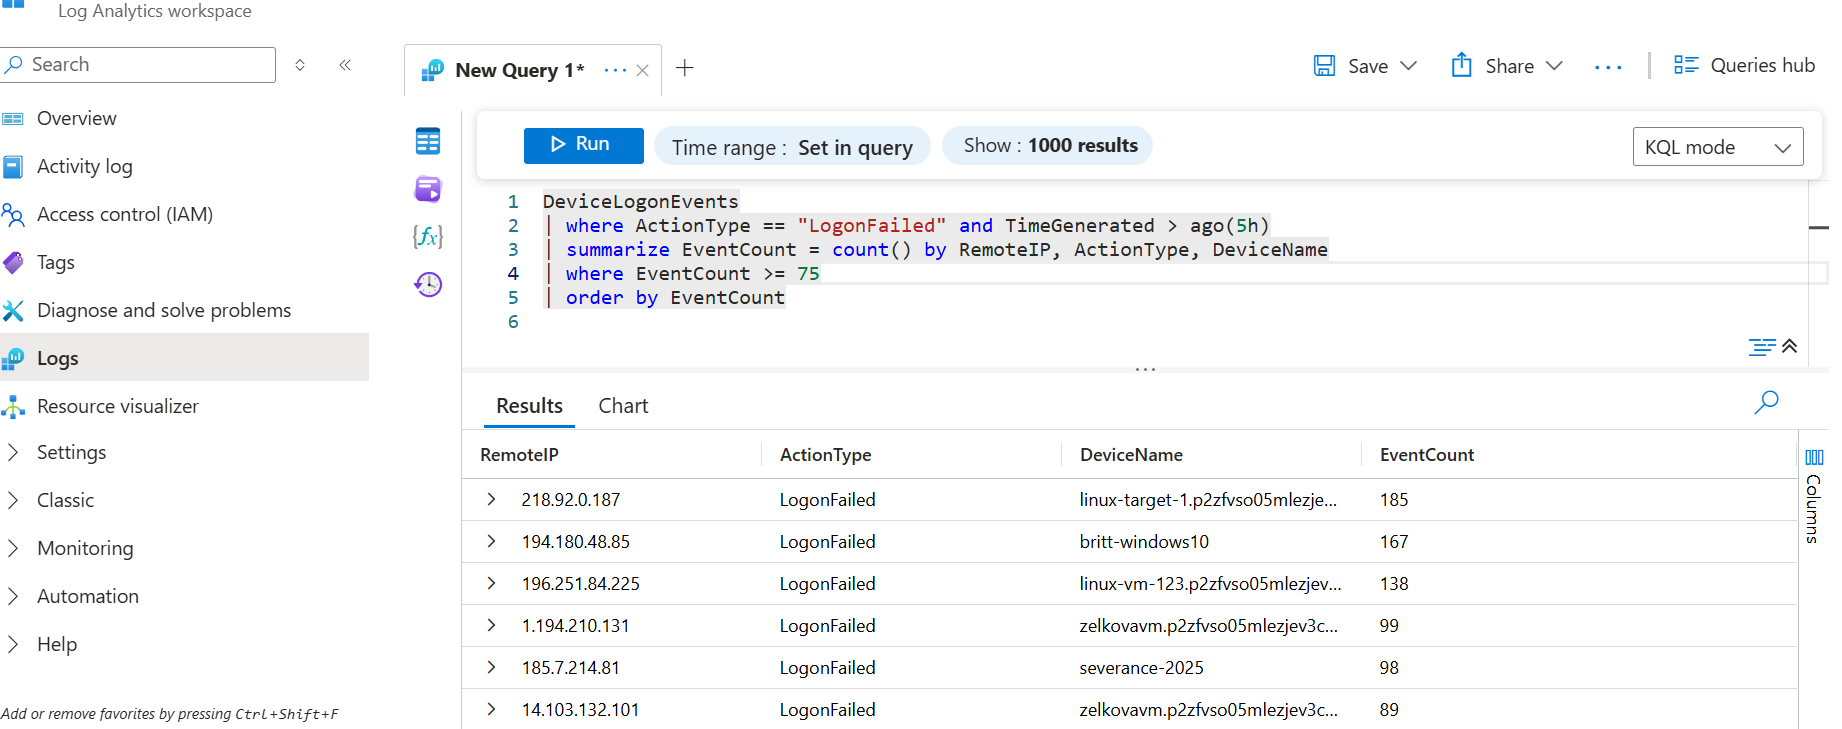 Log Analytics workspace
Search
Overview
Activity log
Access control (IAM)
Tags
Diagnose and solve problems
Logs
Resource visualizer
Settings
Classic
Monitoring
Automation
Help
Add or remove favorites by pressing Ctrl+Shift+F
New Query 1*
Save
Share
Queries hub
Run
Time range : Set in query
Show : 1000 results
KQL mode
1 DeviceLogonEvents
2 | where ActionType == "LogonFailed" and TimeGenerated > ago(5h)
3 | summarize EventCount = count() by RemoteIP, ActionType, DeviceName
4 | where EventCount >= 75
5 | order by EventCount
6
Results Chart
RemoteIP ActionType DeviceName EventCount
218.92.0.187 LogonFailed linux-target-1.p2zfvso05mlezje... 185
194.180.48.85 LogonFailed britt-windows10 167
196.251.84.225 LogonFailed linux-vm-123.p2zfvso05mlezjev... 138
1.194.210.131 LogonFailed zelkovavm.p2zfvso05mlezjev3c... 99
185.7.214.81 LogonFailed severance-2025 98
14.103.132.101 LogonFailed zelkovavm.p2zfvso05mlezjev3c... 89
Columns